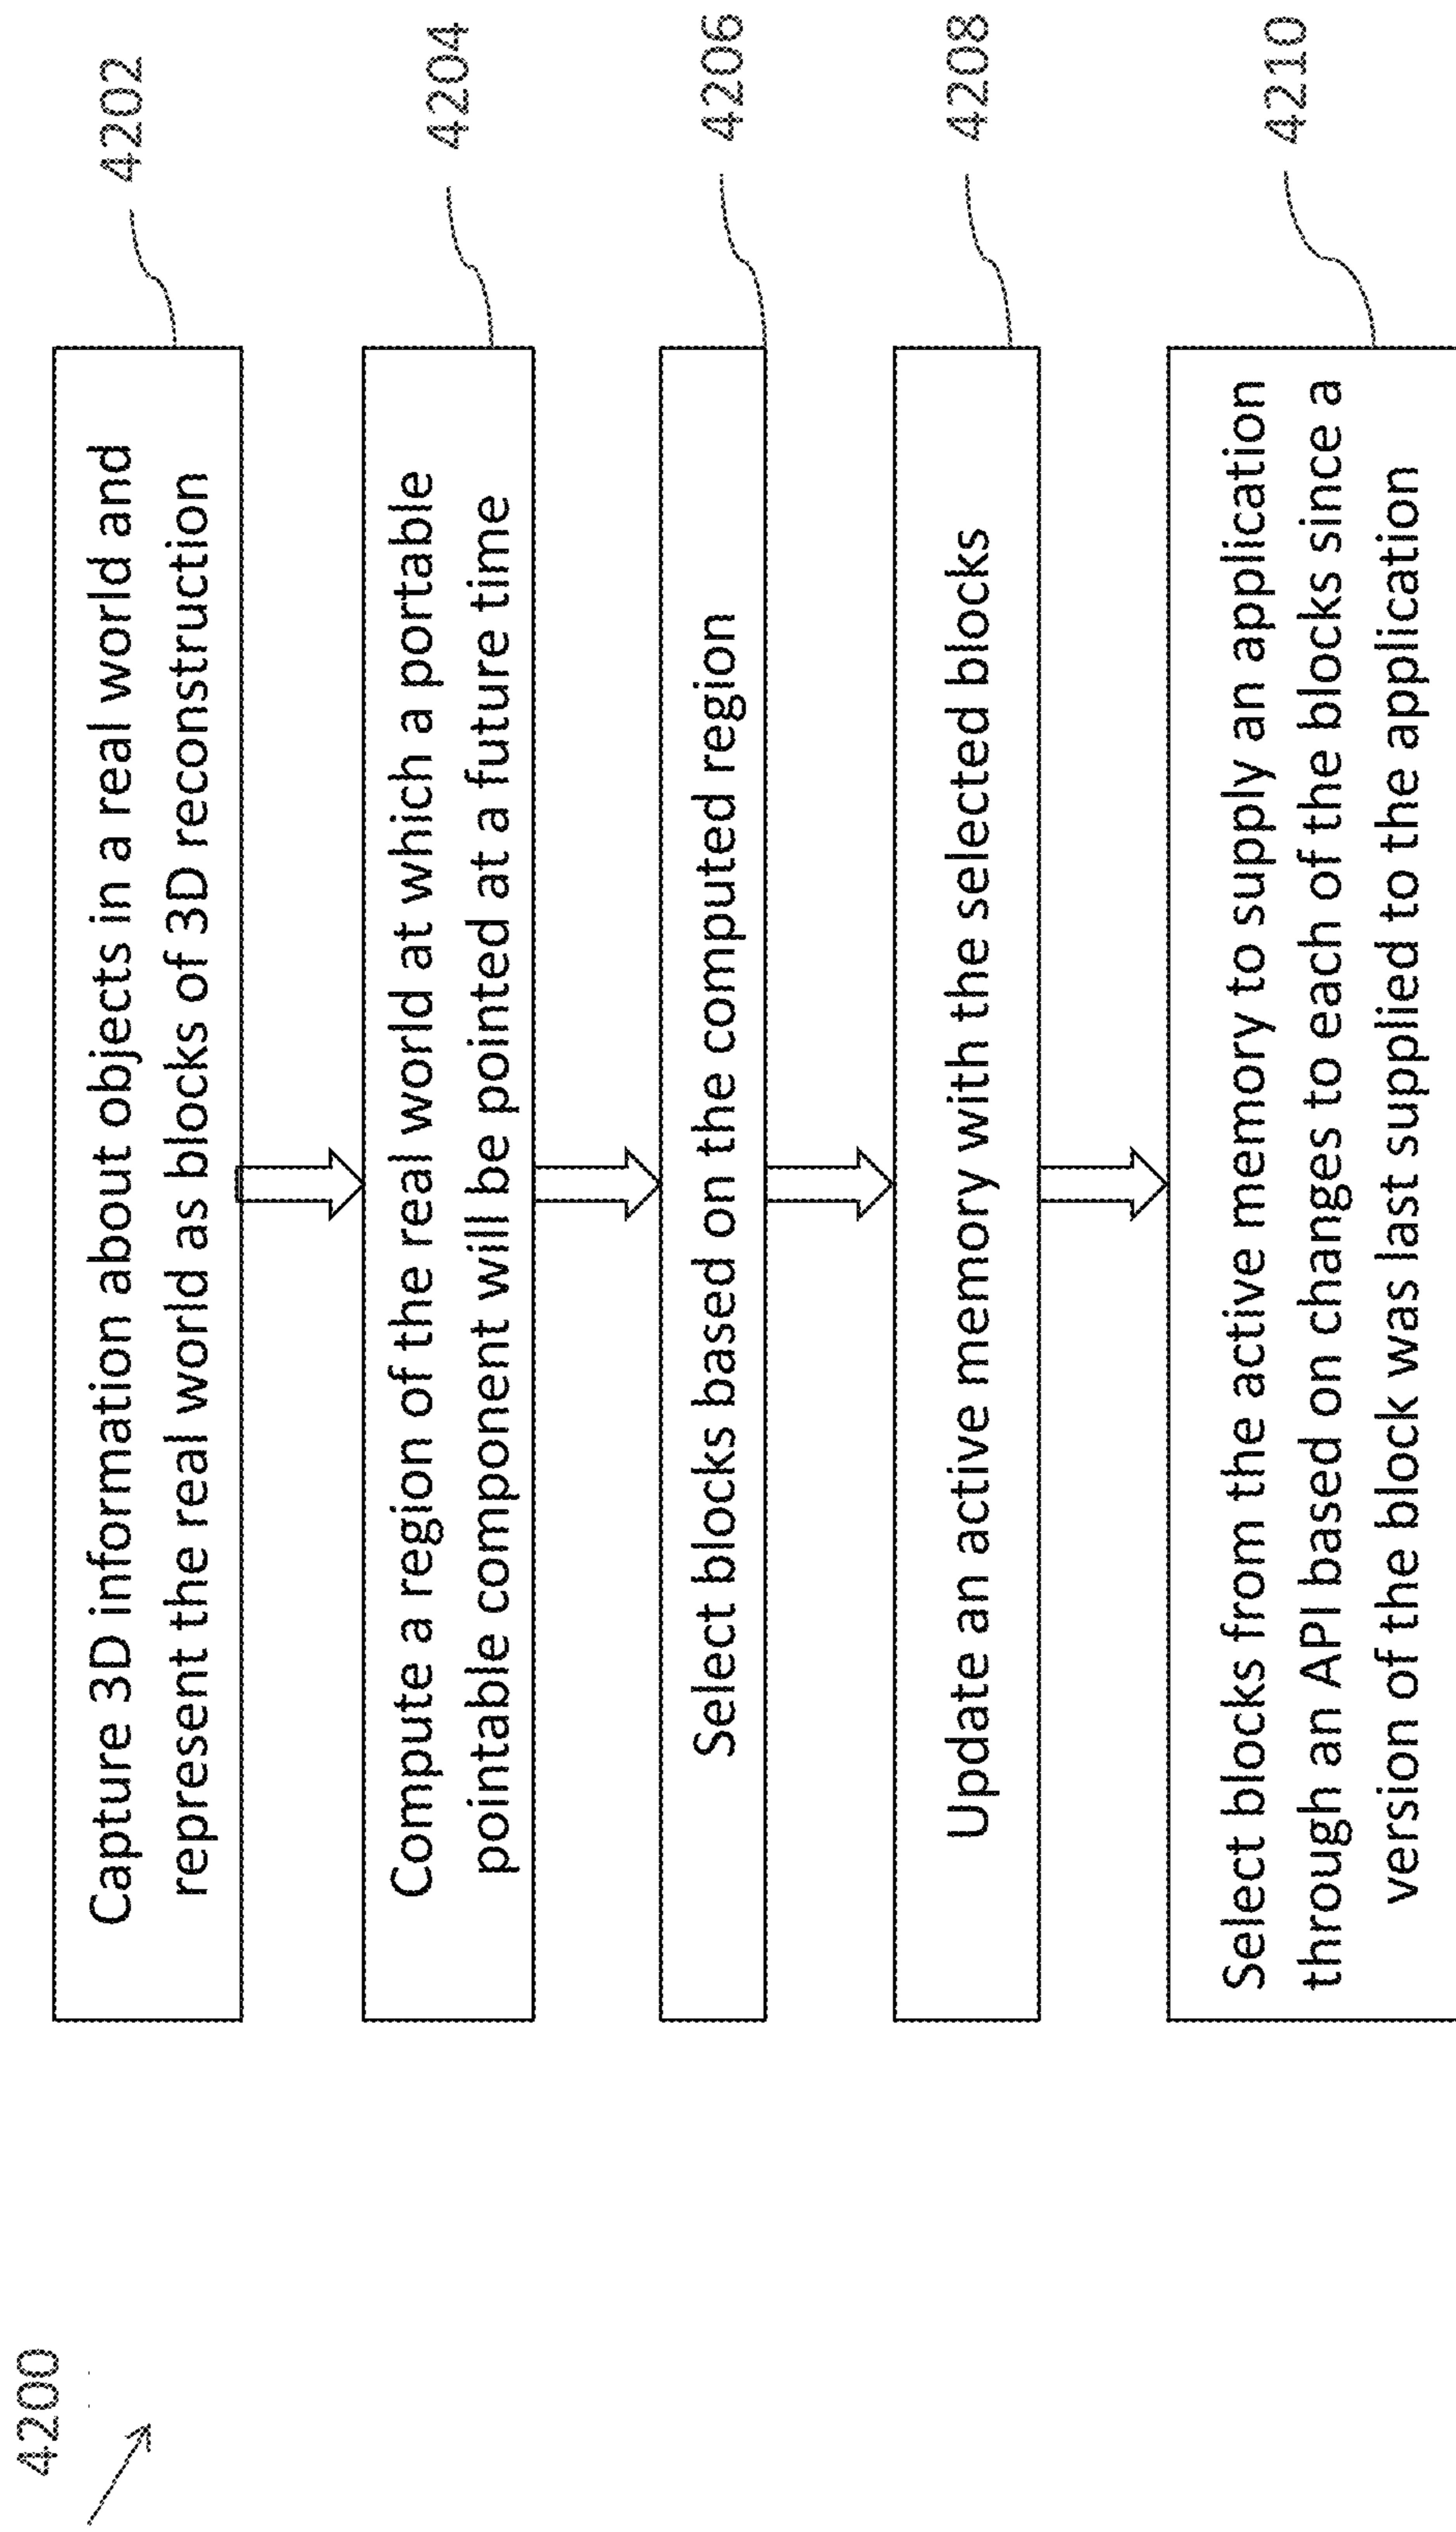 4200
Capture 3D information about objects in a real world and
represent the real world as blocks of 3D reconstruction
4202
Compute a region of the real world at which a portable
pointable component will be pointed at a future time
4204
Select blocks based on the computed region
4206
Update an active memory with the selected blocks
4208
Select blocks from the active memory to supply an application
through an API based on changes to each of the blocks since a
version of the block was last supplied to the application
4210